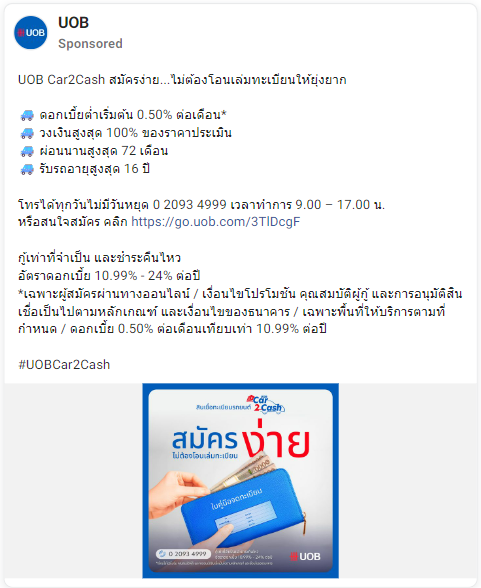 UOB
UOB
Sponsored
UOB Car2Cash สมัครง่าย...ไม่ต้องโอนเล่มทะเบียนให้ยุ่งยาก
ดอกเบี้ยต่ำเริ่มต้น 0.50% ต่อเดือน*
วงเงินสูงสุด 100% ของราคาประเมิน
ผ่อนนานสูงสุด 72 เดือน
รับรถอายุสูงสุด 16 ปี
โทรได้ทุกวันไม่มีวันหยุด 0 2093 4999 เวลาทำการ 9.00 – 17.00 น.
หรือสนใจสมัคร คลิก https://go.uob.com/3TlDcgF
กู้เท่าที่จำเป็น และชำระคืนไหว
อัตราดอกเบี้ย 10.99% - 24% ต่อปี
*เฉพาะผู้สมัครผ่านทางออนไลน์ / เงื่อนไขโปรโมชัน คุณสมบัติผู้กู้ และการอนุมัติสิน
เชื่อเป็นไปตามหลักเกณฑ์ และเงื่อนไขของธนาคาร / เฉพาะพื้นที่ให้บริการตามที่
กำหนด / ดอกเบี้ย 0.50% ต่อเดือนเทียบเท่า 10.99% ต่อปี
#UOBCar2Cash
สินเชื่อทะเบียนรถยนต์ Car2Cash
สมัครง่าย
ไม่ต้องโอนเล่มทะเบียน
ใบคู่มือจดทะเบียน
0 2093 4999
UOB